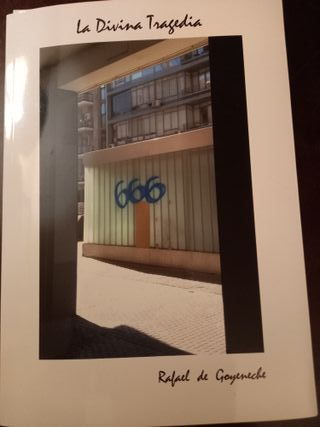 La Divina Tragedia
666
Rafael de Goyeneche